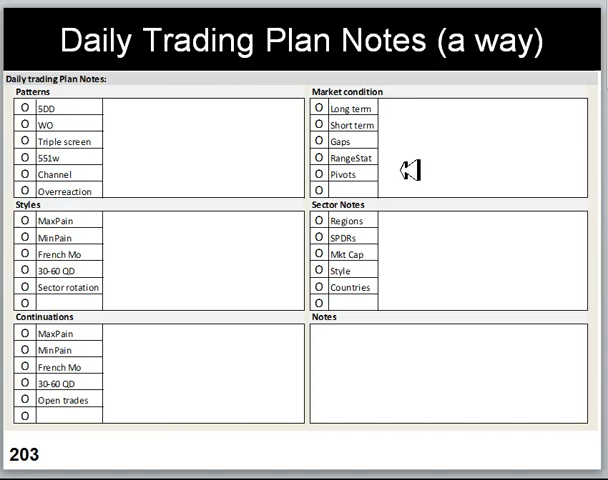 Daily Trading Plan Notes (a way)
Daily trading Plan Notes:
Patterns
O 5DD
O WO
O Triple screen
O 551w
O Channel
O Overreaction
Market condition
O Long term
O Short term
O Gaps
O RangeStat
O Pivots
O
Styles
O MaxPain
O MinPain
O French Mo
O 30-60 QD
O Sector rotation
O
Sector Notes
O Regions
O SPDRs
O Mkt Cap
O Style
O Countries
O
Continuations
O MaxPain
O MinPain
O French Mo
O 30-60 QD
O Open trades
O
Notes
203